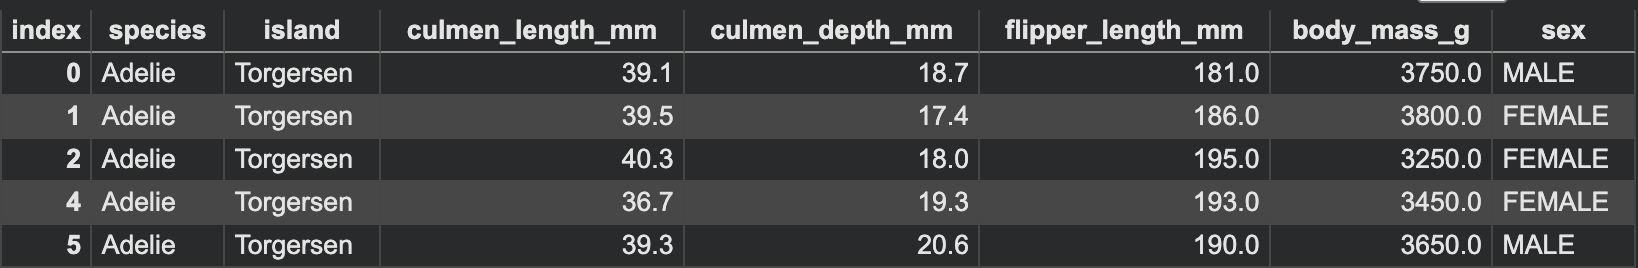 index species island culmen_length_mm culmen_depth_mm flipper_length_mm body_mass_g sex
0 Adelie Torgersen 39.1 18.7 181.0 3750.0 MALE
1 Adelie Torgersen 39.5 17.4 186.0 3800.0 FEMALE
2 Adelie Torgersen 40.3 18.0 195.0 3250.0 FEMALE
4 Adelie Torgersen 36.7 19.3 193.0 3450.0 FEMALE
5 Adelie Torgersen 39.3 20.6 190.0 3650.0 MALE